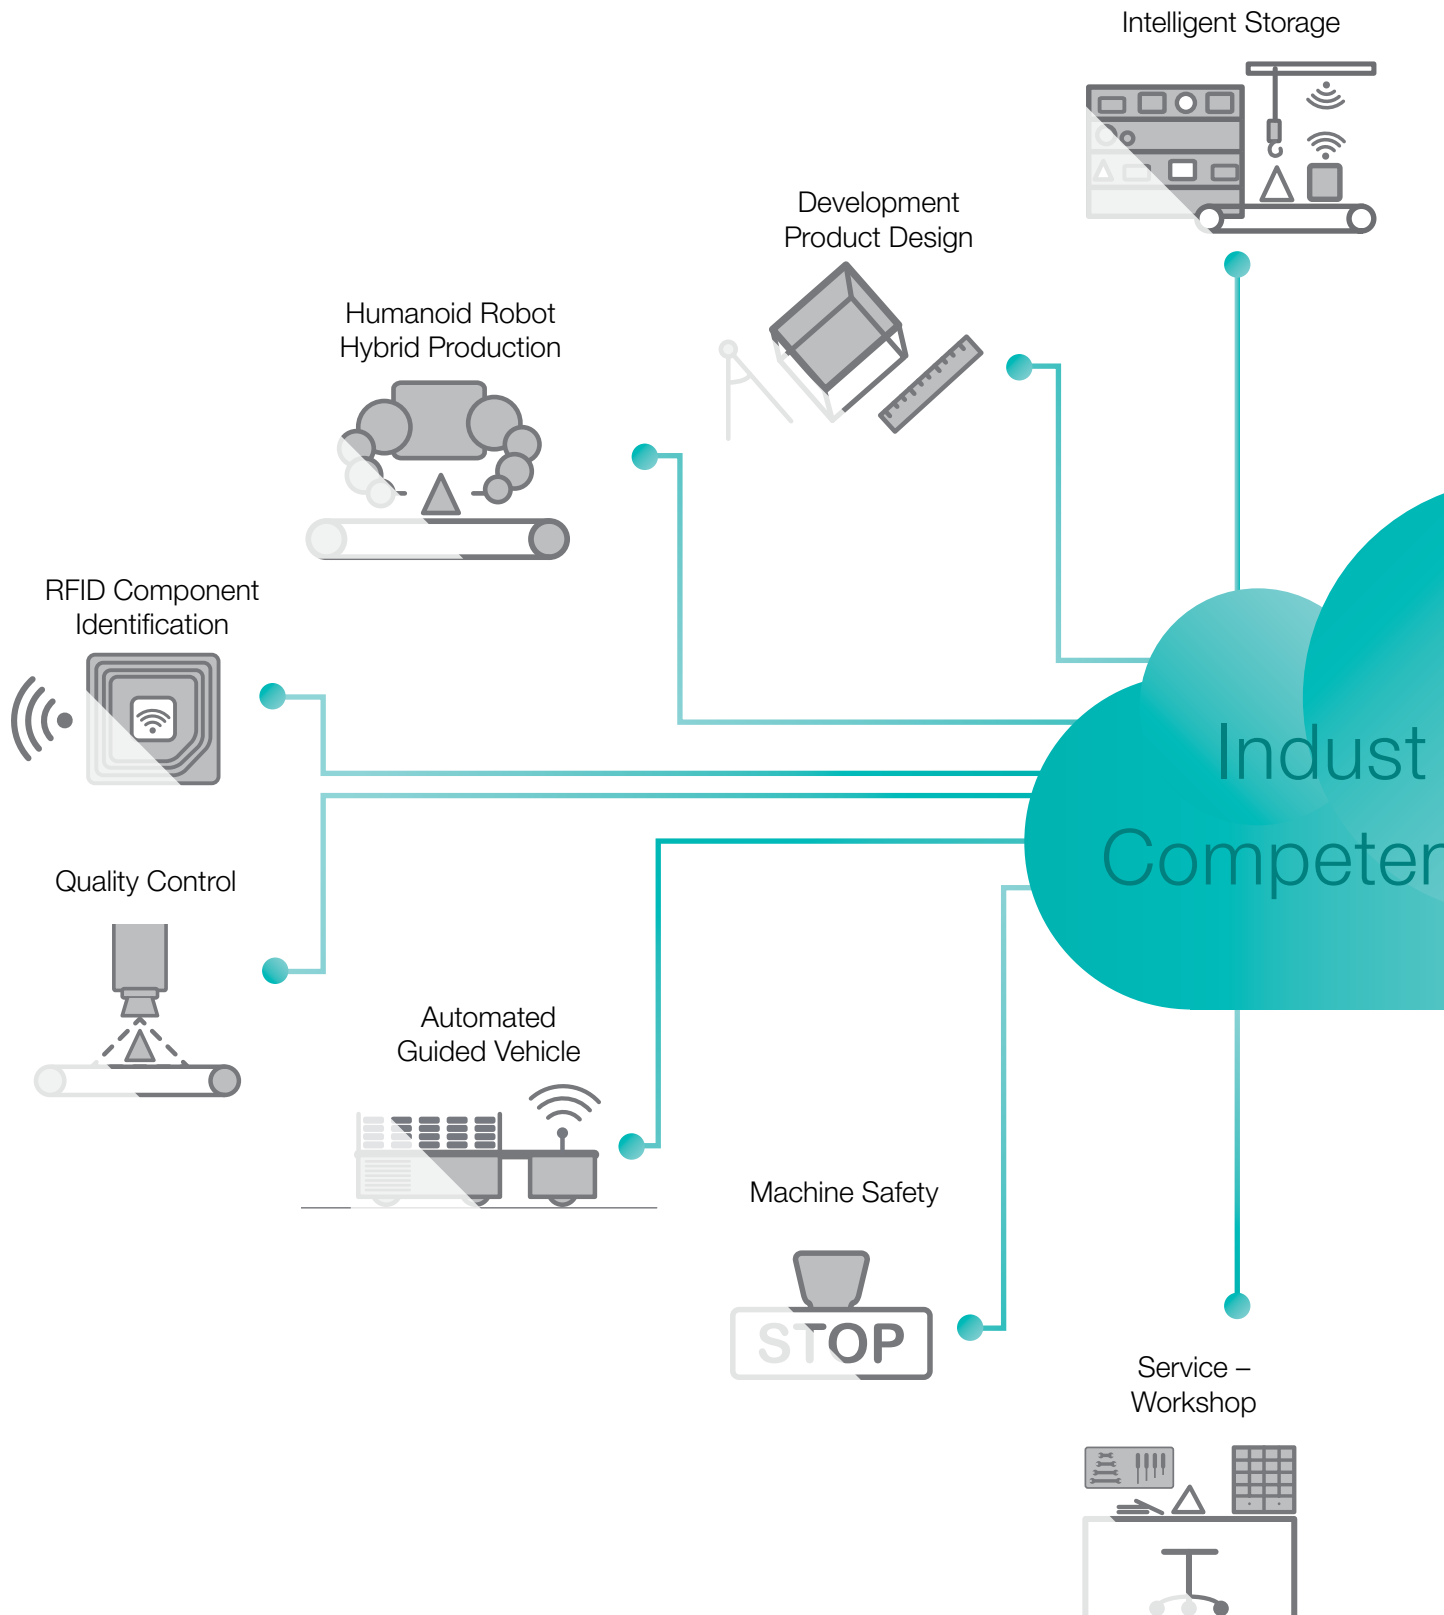 Intelligent Storage
Development
Product Design
Humanoid Robot
Hybrid Production
RFID Component
Identification
Indust
Competen
Quality Control
Automated
Guided Vehicle
Machine Safety
STOP
Service –
Workshop